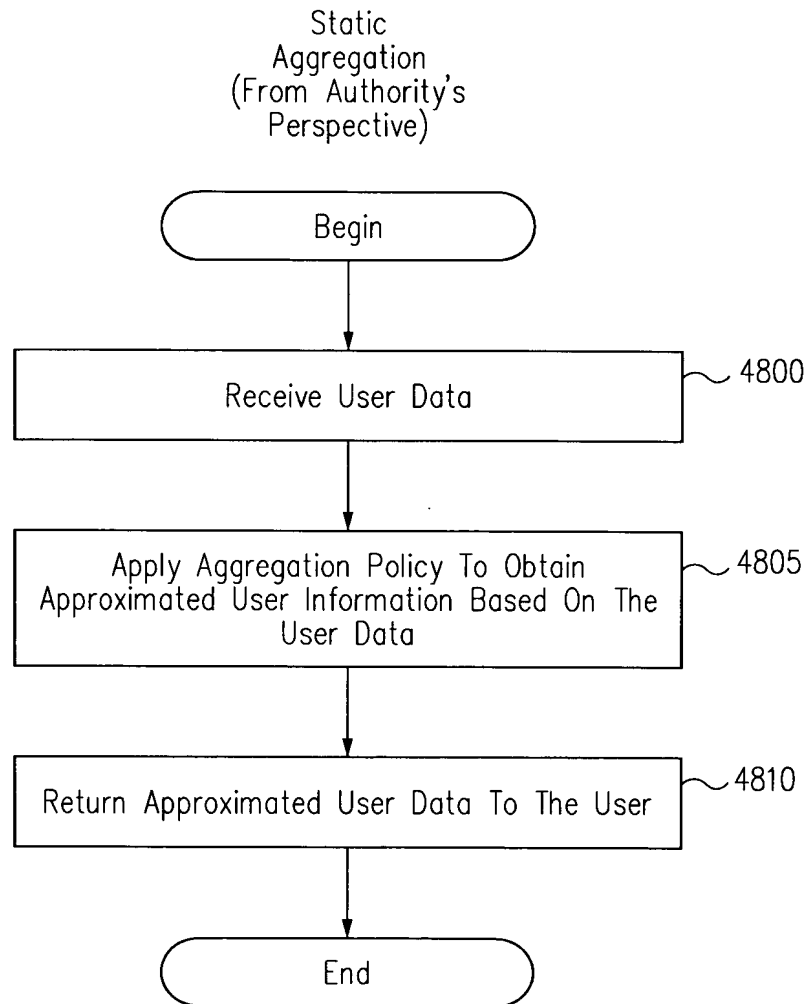 Static
Aggregation
(From Authority's
Perspective)
Begin
Receive User Data
4800
Apply Aggregation Policy To Obtain
Approximated User Information Based On The
User Data
4805
Return Approximated User Data To The User
4810
End